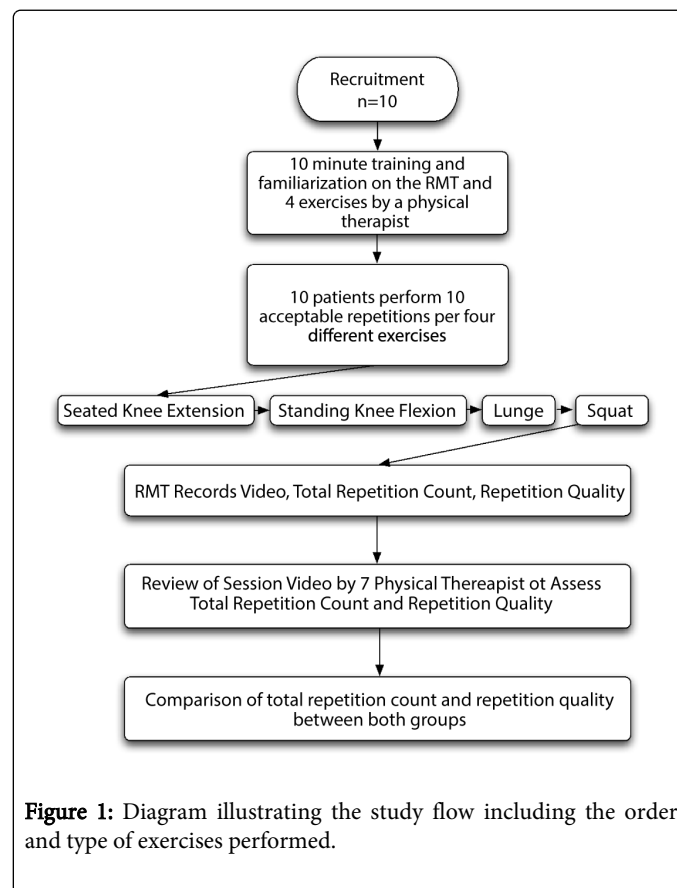 Recruitment
n=10
10 minute training and
familiarization on the RMT and
4 exercises by a physical
therapist
10 patients perform 10
acceptable repetitions per four
different exercises
Seated Knee Extension
Standing Knee Flexion
Lunge
Squat
RMT Records Video, Total Repetition Count, Repetition Quality
Review of Session Video by 7 Physical Thereapist ot Assess
Total Repetition Count and Repetition Quality
Comparison of total repetition count and repetition quality
between both groups
Figure 1: Diagram illustrating the study flow including the order
and type of exercises performed.